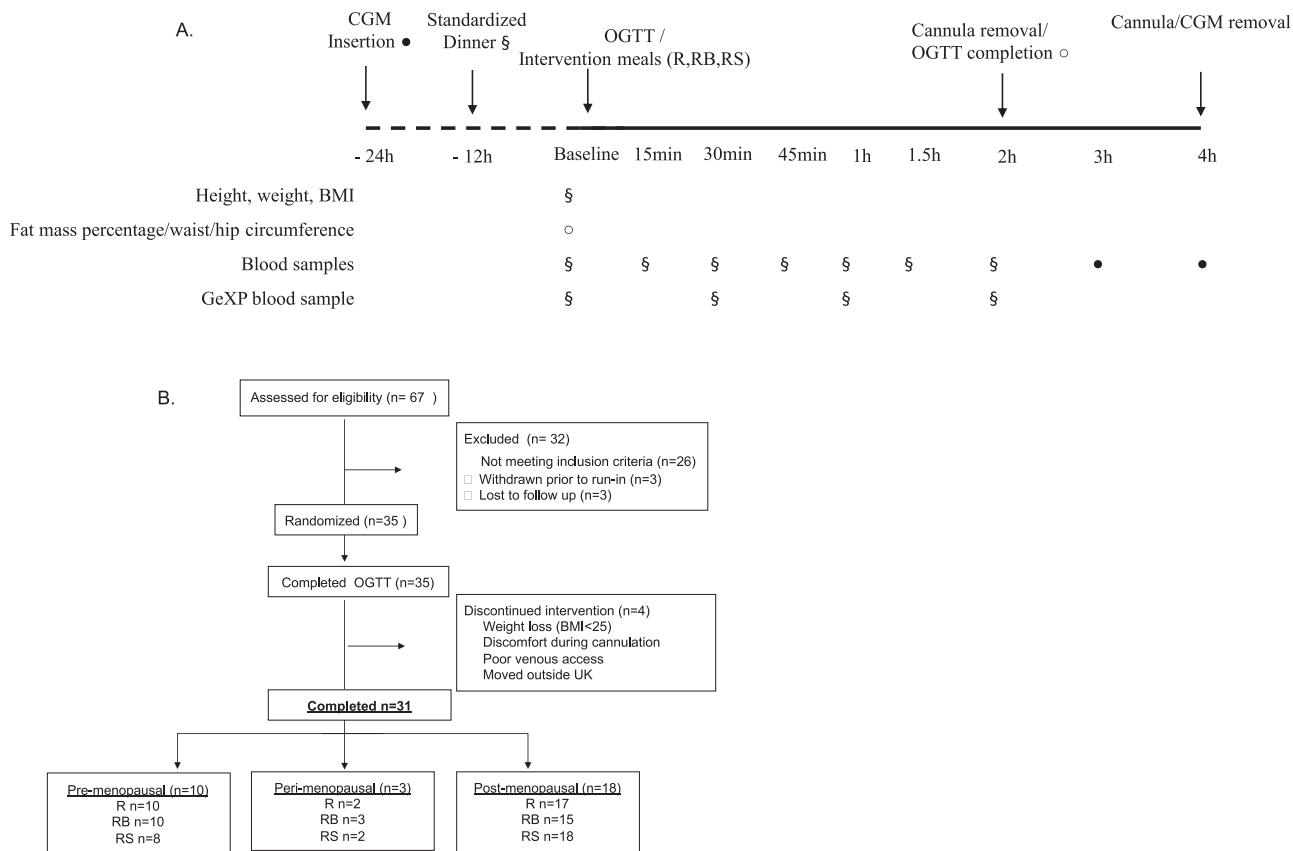 A.
CGM
Insertion ●
Standardized
Dinner §
OGTT /
Intervention meals (R,RB,RS)
Cannula removal/
OGTT completion ○
Cannula/CGM removal
- 24h - 12h Baseline 15min 30min 45min 1h 1.5h 2h 3h 4h
Height, weight, BMI §
Fat mass percentage/waist/hip circumference ○
Blood samples § § § § § § § ● ●
GeXP blood sample § § § §
B.
Assessed for eligibility (n= 67 )
Excluded (n= 32)
Not meeting inclusion criteria (n=26)
□ Withdrawn prior to run-in (n=3)
□ Lost to follow up (n=3)
Randomized (n=35 )
Completed OGTT (n=35)
Discontinued intervention (n=4)
Weight loss (BMI<25)
Discomfort during cannulation
Poor venous access
Moved outside UK
Completed n=31
Pre-menopausal (n=10)
R n=10
RB n=10
RS n=8
Peri-menopausal (n=3)
R n=2
RB n=3
RS n=2
Post-menopausal (n=18)
R n=17
RB n=15
RS n=18